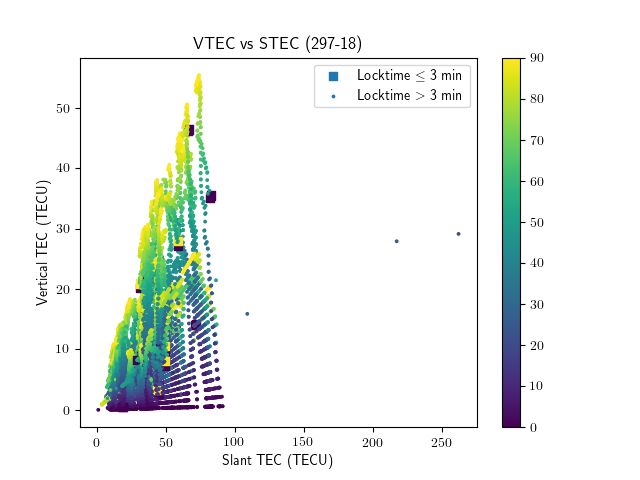 VTEC vs STEC (297-18)
Locktime ≤ 3 min
Locktime > 3 min
Vertical TEC (TECU)
50
40
30
20
10
0
0 50 100 150 200 250
Slant TEC (TECU)
90
80
70
60
50
40
30
20
10
0